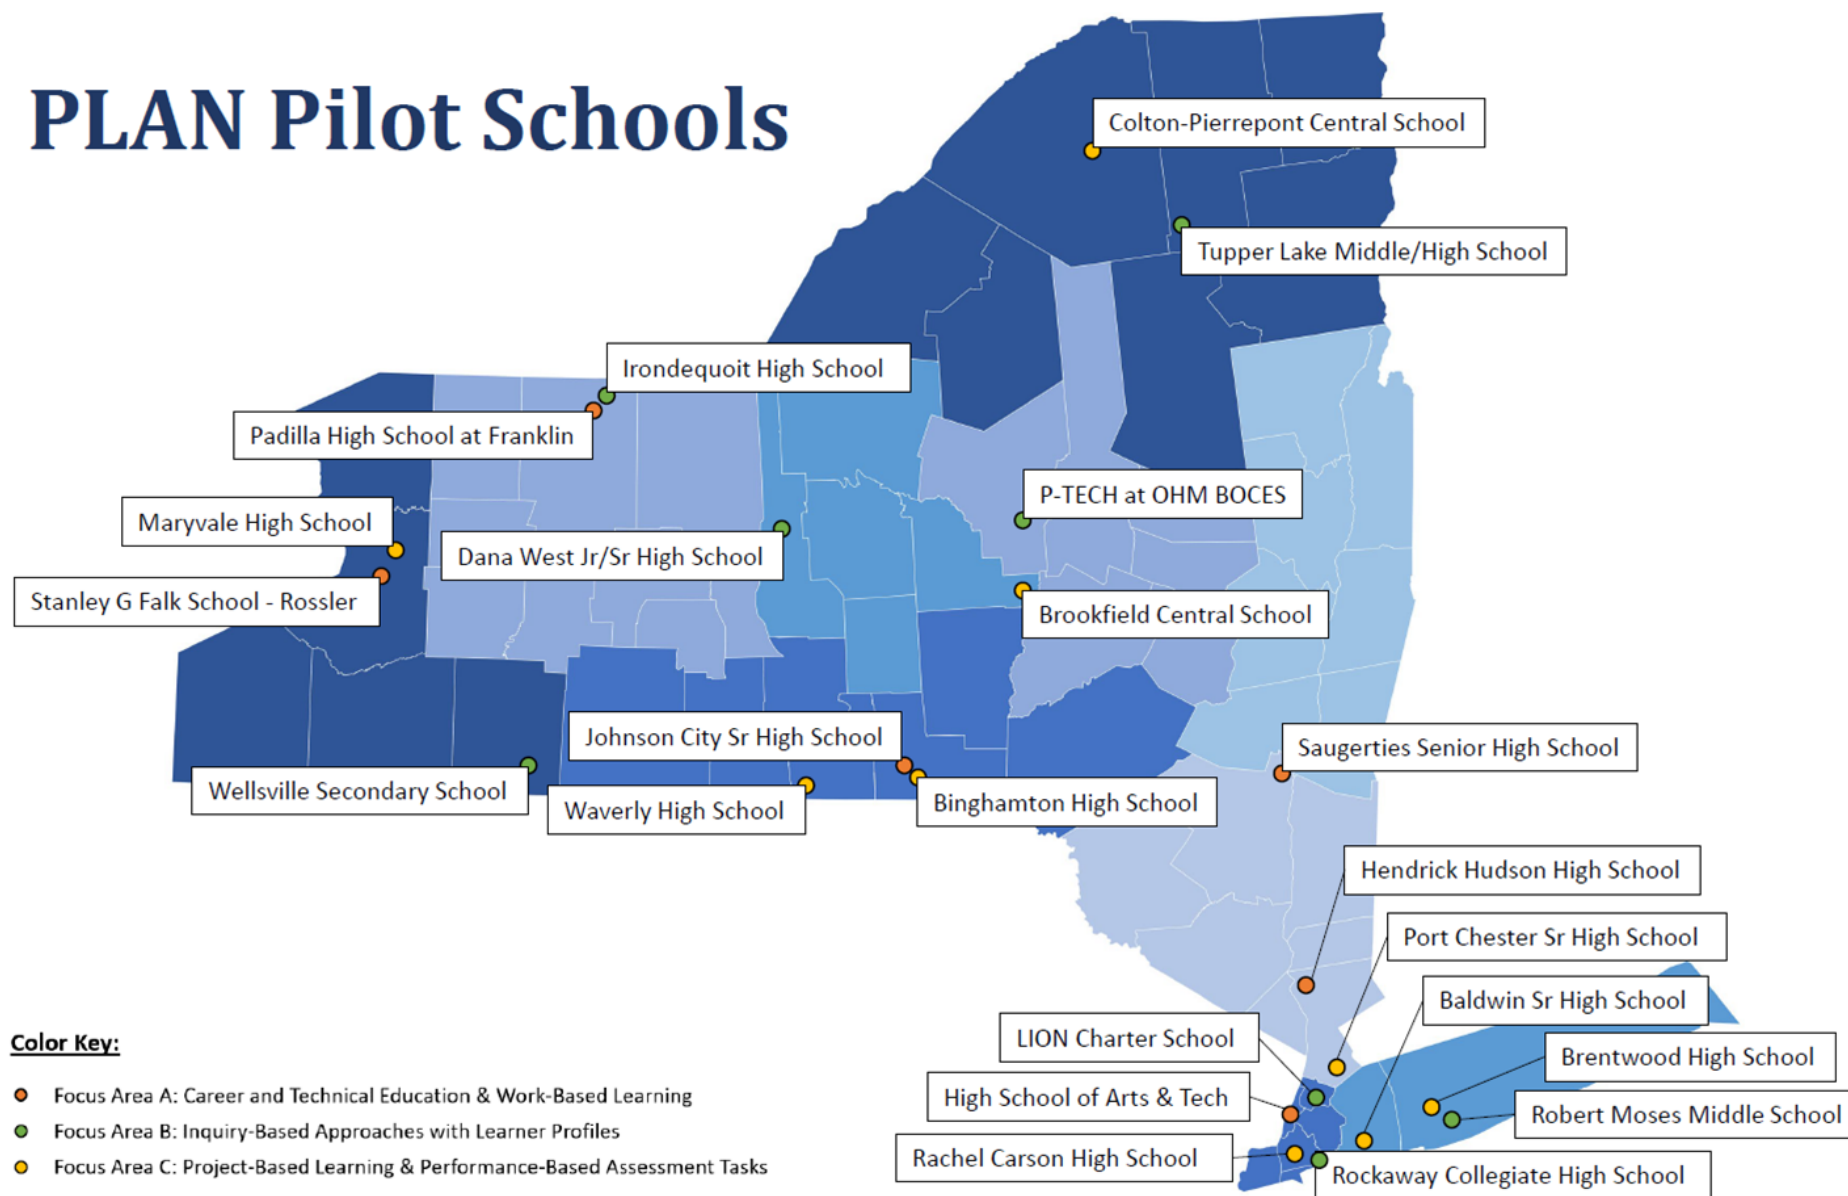 PLAN Pilot Schools
Colton-Pierrepont Central School
Tupper Lake Middle/High School
Irondequoit High School
Padilla High School at Franklin
P-TECH at OHM BOCES
Maryvale High School
Dana West Jr/Sr High School
Stanley G Falk School - Rossler
Brookfield Central School
Johnson City Sr High School
Saugerties Senior High School
Wellsville Secondary School
Waverly High School
Binghamton High School
Hendrick Hudson High School
Port Chester Sr High School
Baldwin Sr High School
LION Charter School
Brentwood High School
High School of Arts & Tech
Robert Moses Middle School
Rachel Carson High School
Rockaway Collegiate High School
Color Key:
Focus Area A: Career and Technical Education & Work-Based Learning
Focus Area B: Inquiry-Based Approaches with Learner Profiles
Focus Area C: Project-Based Learning & Performance-Based Assessment Tasks